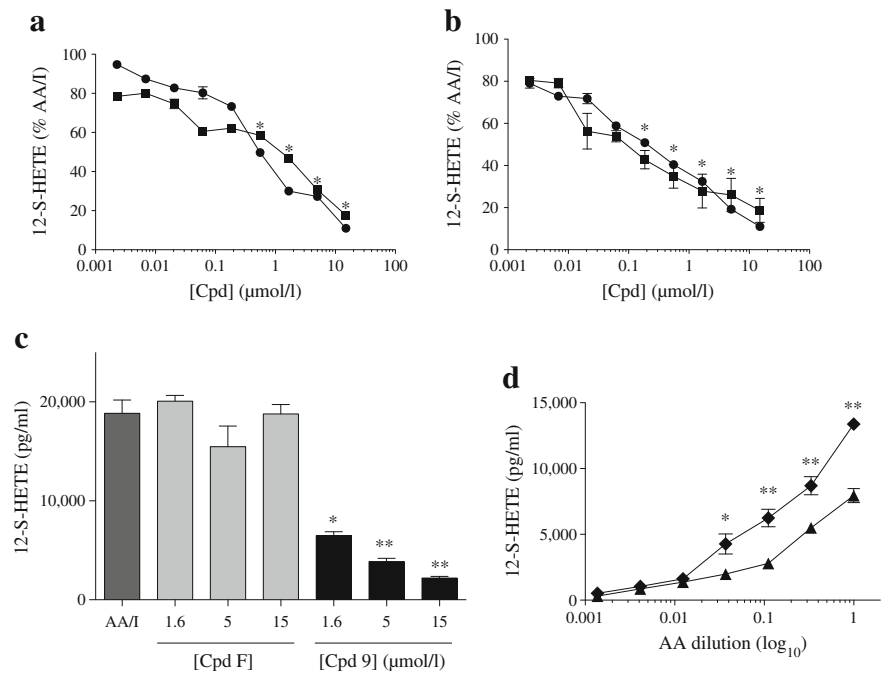 a
12-S-HETE (% AA/I)
100
80
60
40
20
0
* * * *
0.001 0.01 0.1 1 10 100
[Cpd] (µmol/l)
b
12-S-HETE (% AA/I)
100
80
60
40
20
0
* * * * *
0.001 0.01 0.1 1 10 100
[Cpd] (µmol/l)
c
12-S-HETE (pg/ml)
20,000
10,000
0
* ** **
AA/I 1.6 5 15 1.6 5 15
[Cpd F] [Cpd 9] (µmol/l)
d
12-S-HETE (pg/ml)
15,000
10,000
5,000
0
* ** ** **
0.001 0.01 0.1 1
AA dilution (log10)